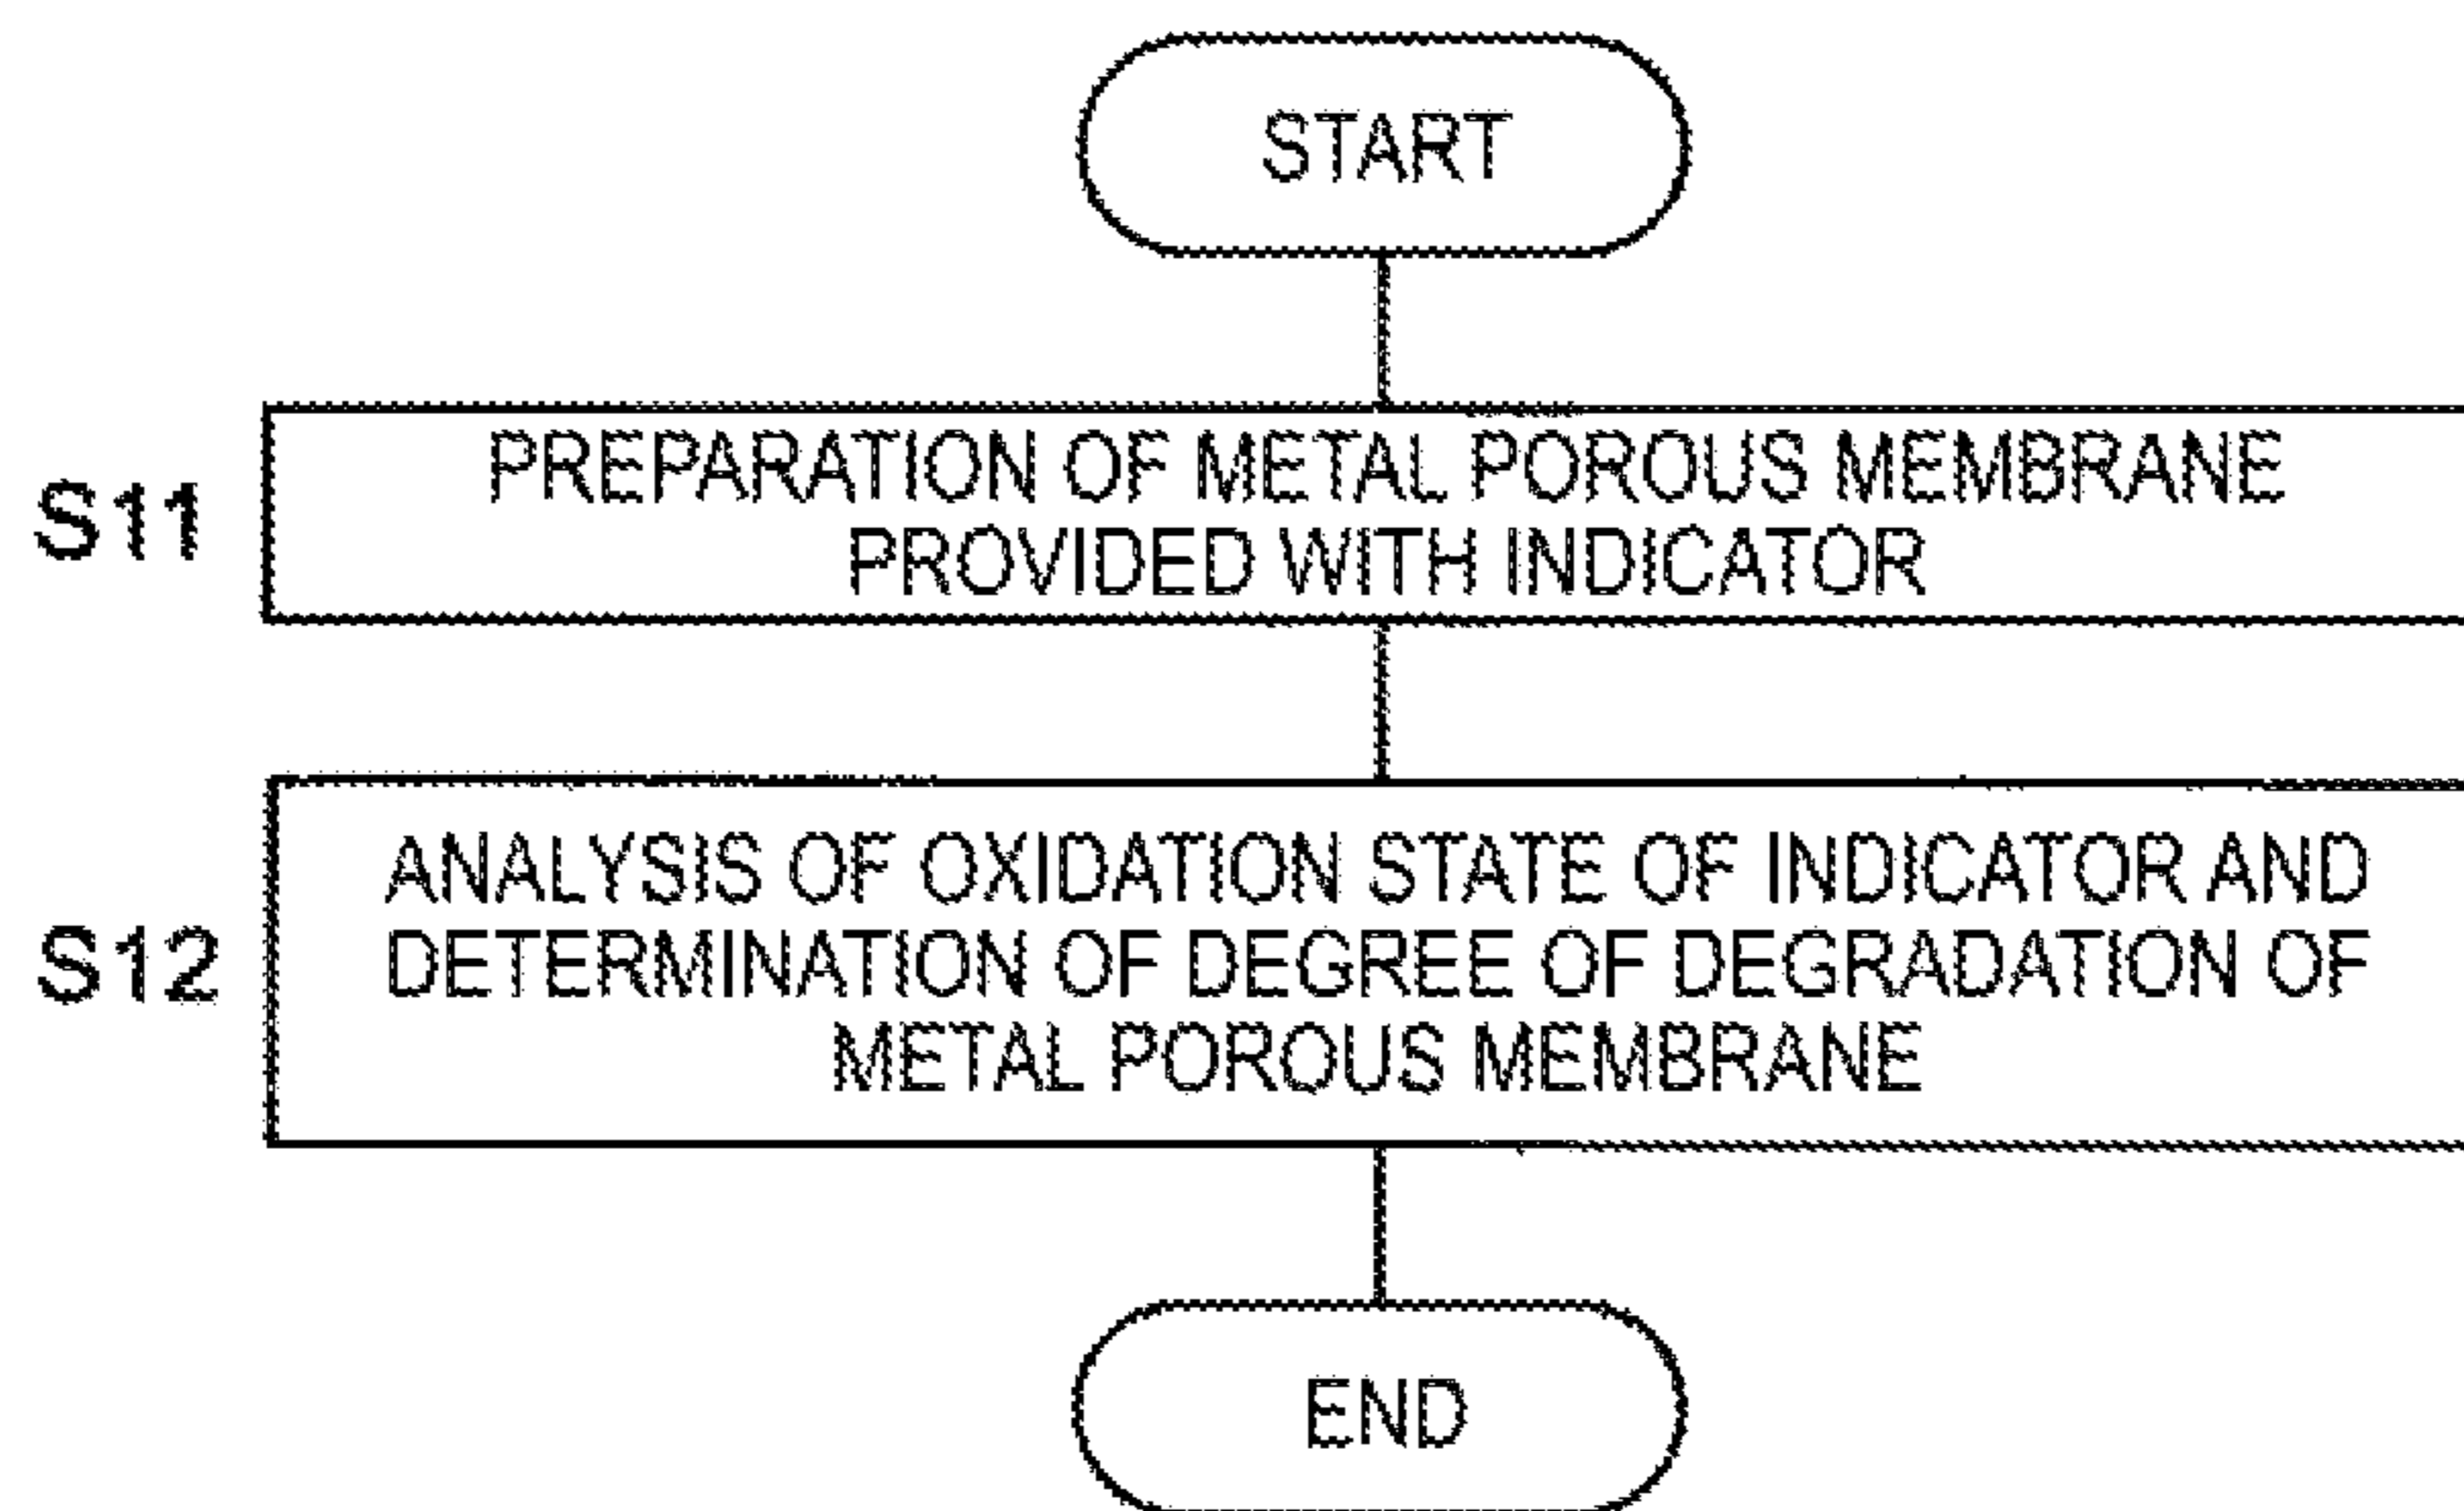 START
S11
PREPARATION OF METAL POROUS MEMBRANE
PROVIDED WITH INDICATOR
S12
ANALYSIS OF OXIDATION STATE OF INDICATOR AND
DETERMINATION OF DEGREE OF DEGRADATION OF
METAL POROUS MEMBRANE
END